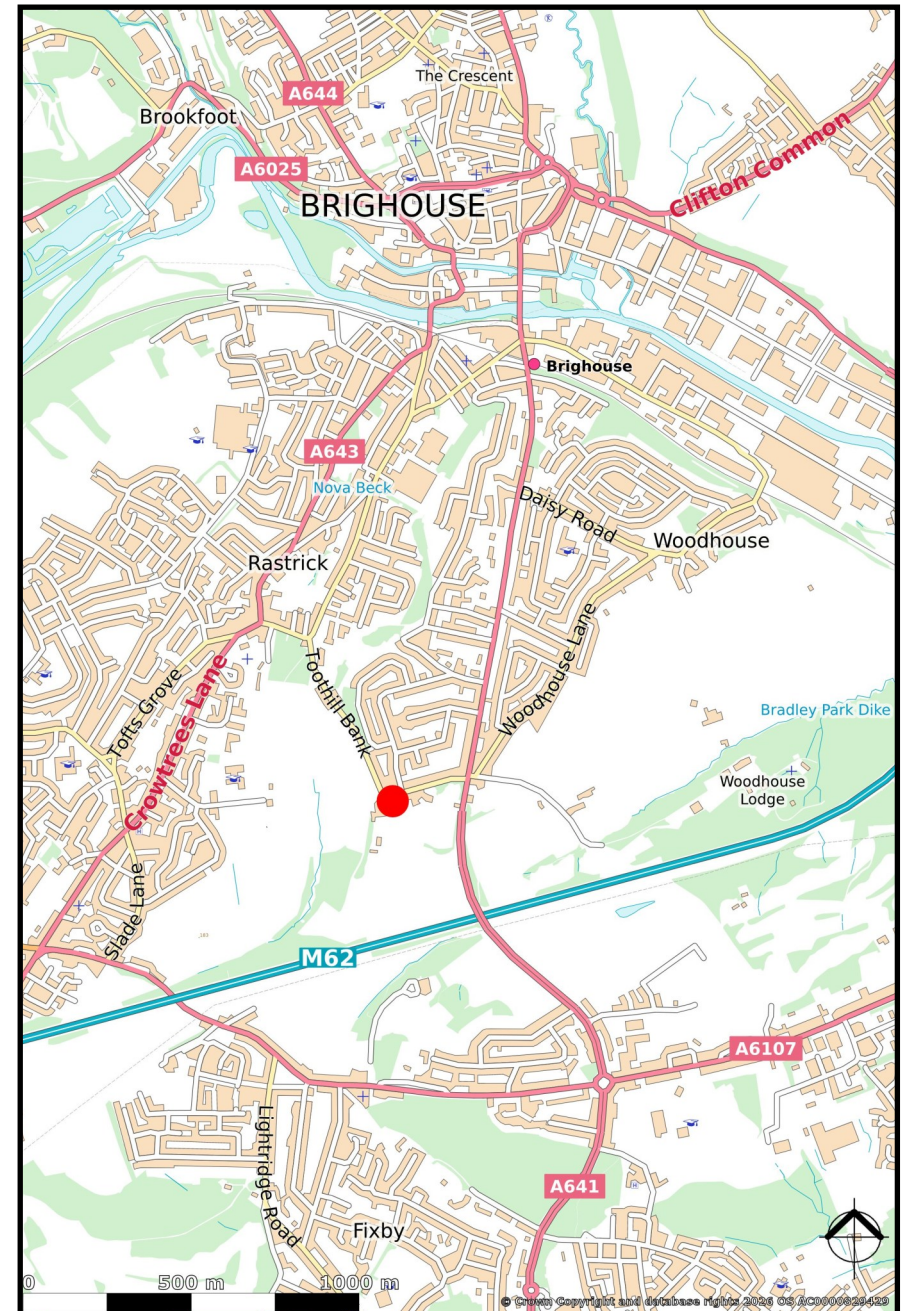 The Crescent
A644
Brookfoot
A6025
Clifton Common
BRIGHOUSE
Brighouse
A643
Nova Beck
Daisy Road
Woodhouse
Rastrick
Toothill Bank
Woodhouse Lane
Tofts Grove
Crowtrees Lane
Bradley Park Dike
Woodhouse
Lodge
Slade Lane
M62
A6107
Lightridge Road
A641
Fixby
0 500 m 1000 m
© Crown Copyright and database rights 2026 OS AC0000829429